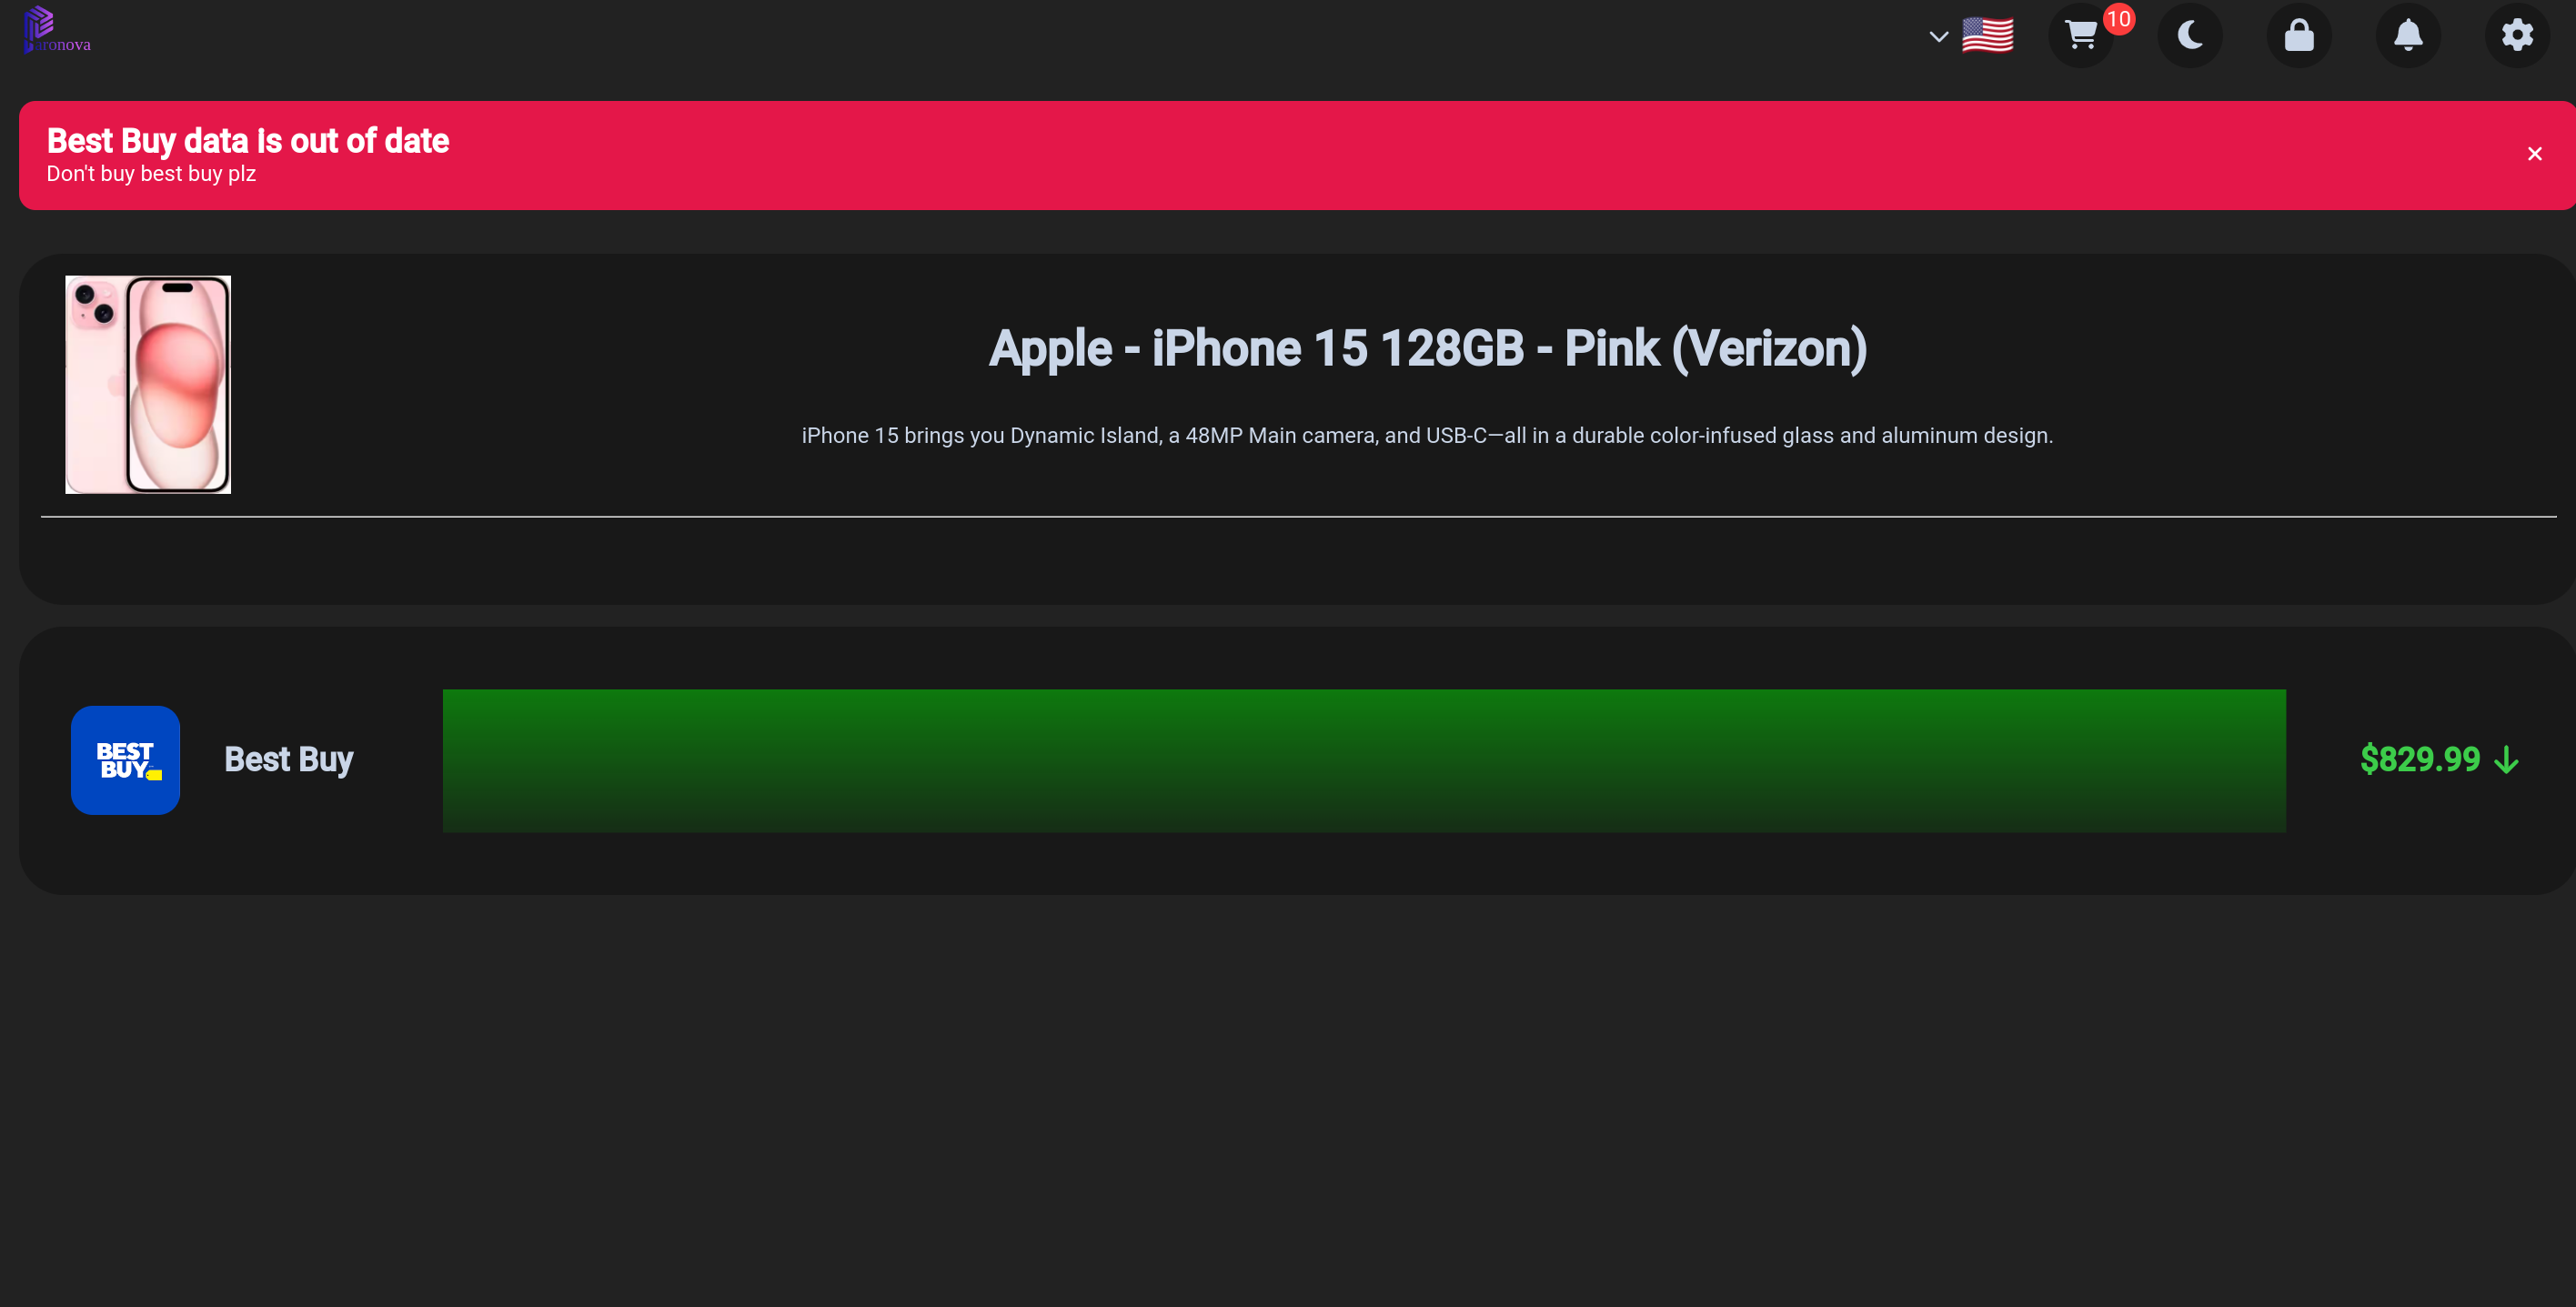 aronova
10
Best Buy data is out of date
Don't buy best buy plz
Apple - iPhone 15 128GB - Pink (Verizon)
iPhone 15 brings you Dynamic Island, a 48MP Main camera, and USB-C—all in a durable color-infused glass and aluminum design.
BEST
BUY
Best Buy
$829.99